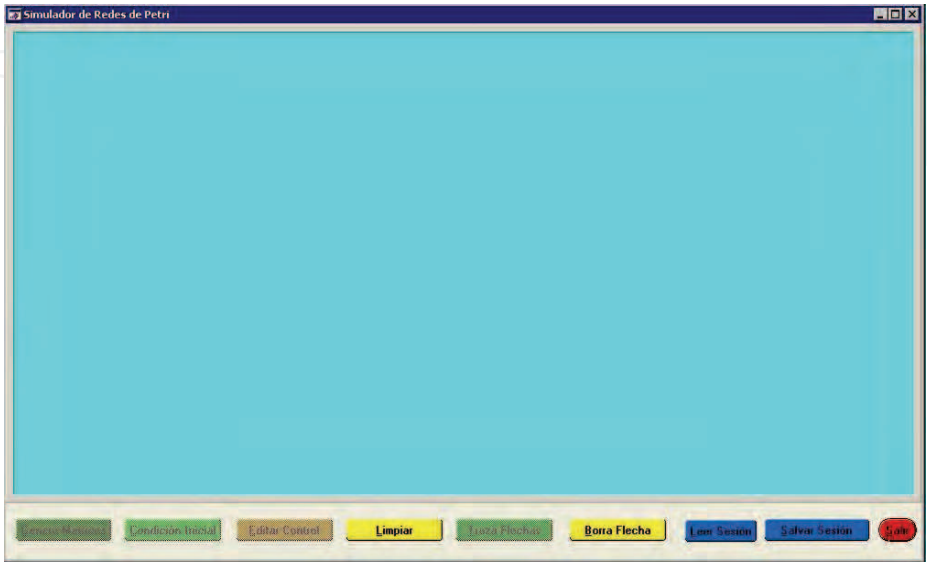 Simulador de Redes de Petri
Condición Inicial
Editar Control
Limpiar
Traza Flechas
Borra Flecha
Leer Sesión
Salvar Sesión
Salir